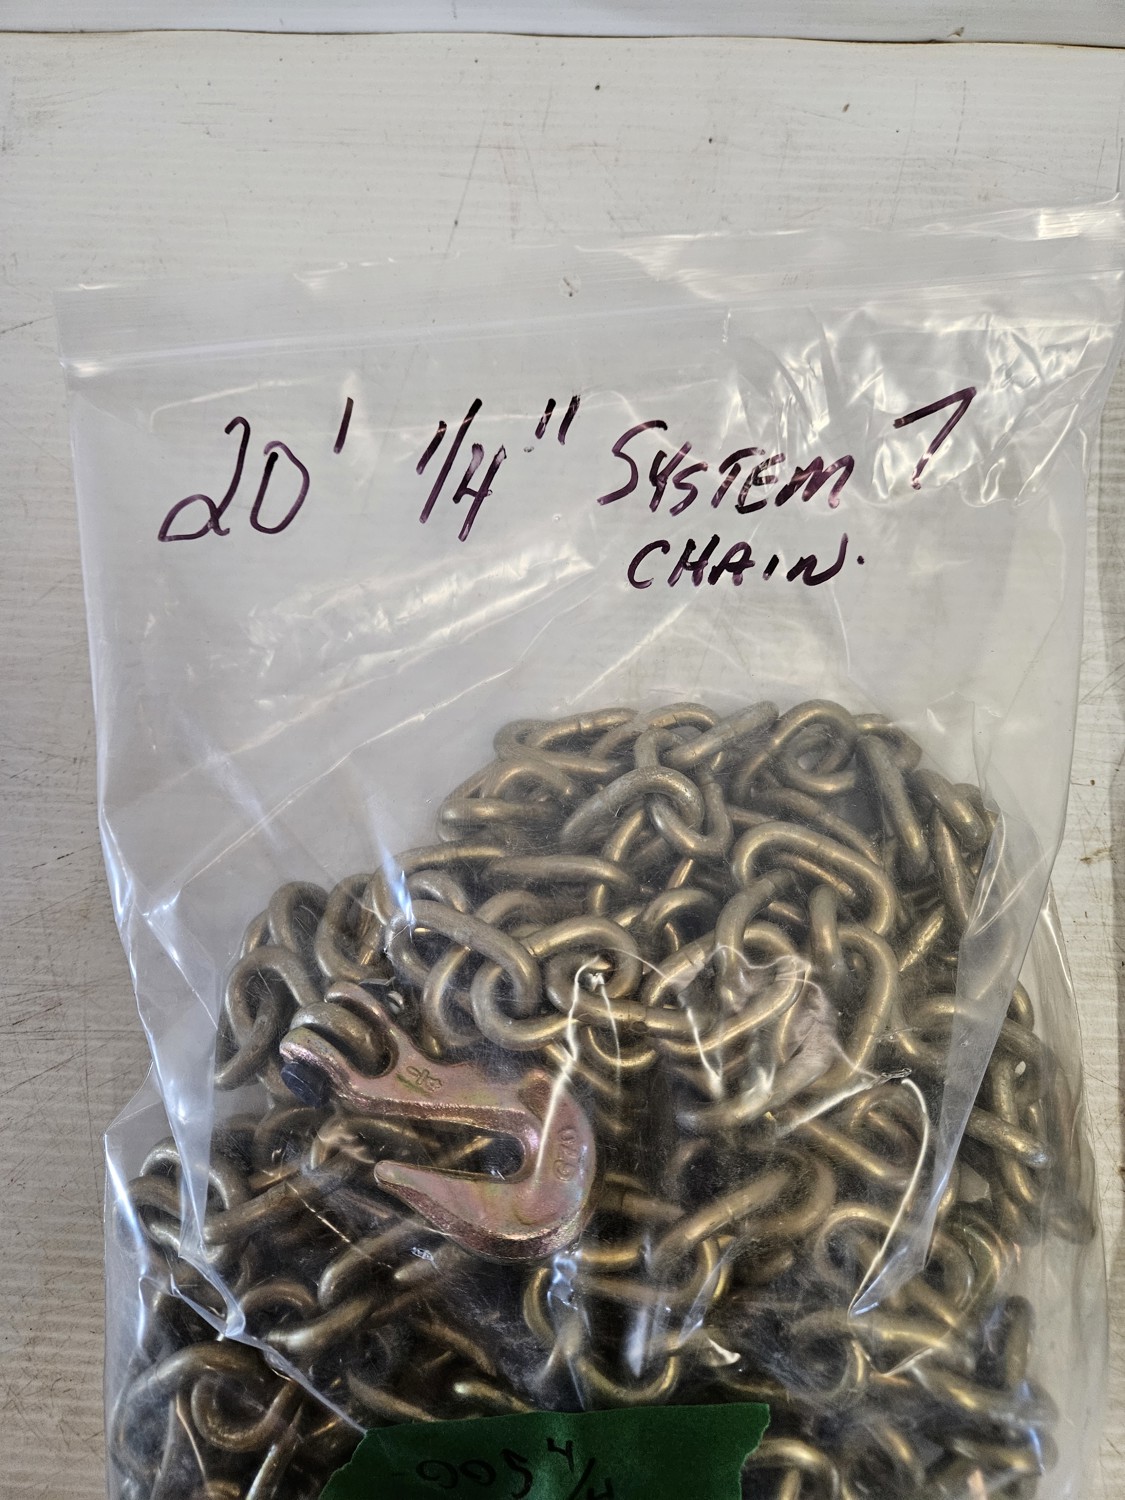 20' 1/4" SYSTEM 7
CHAIN.